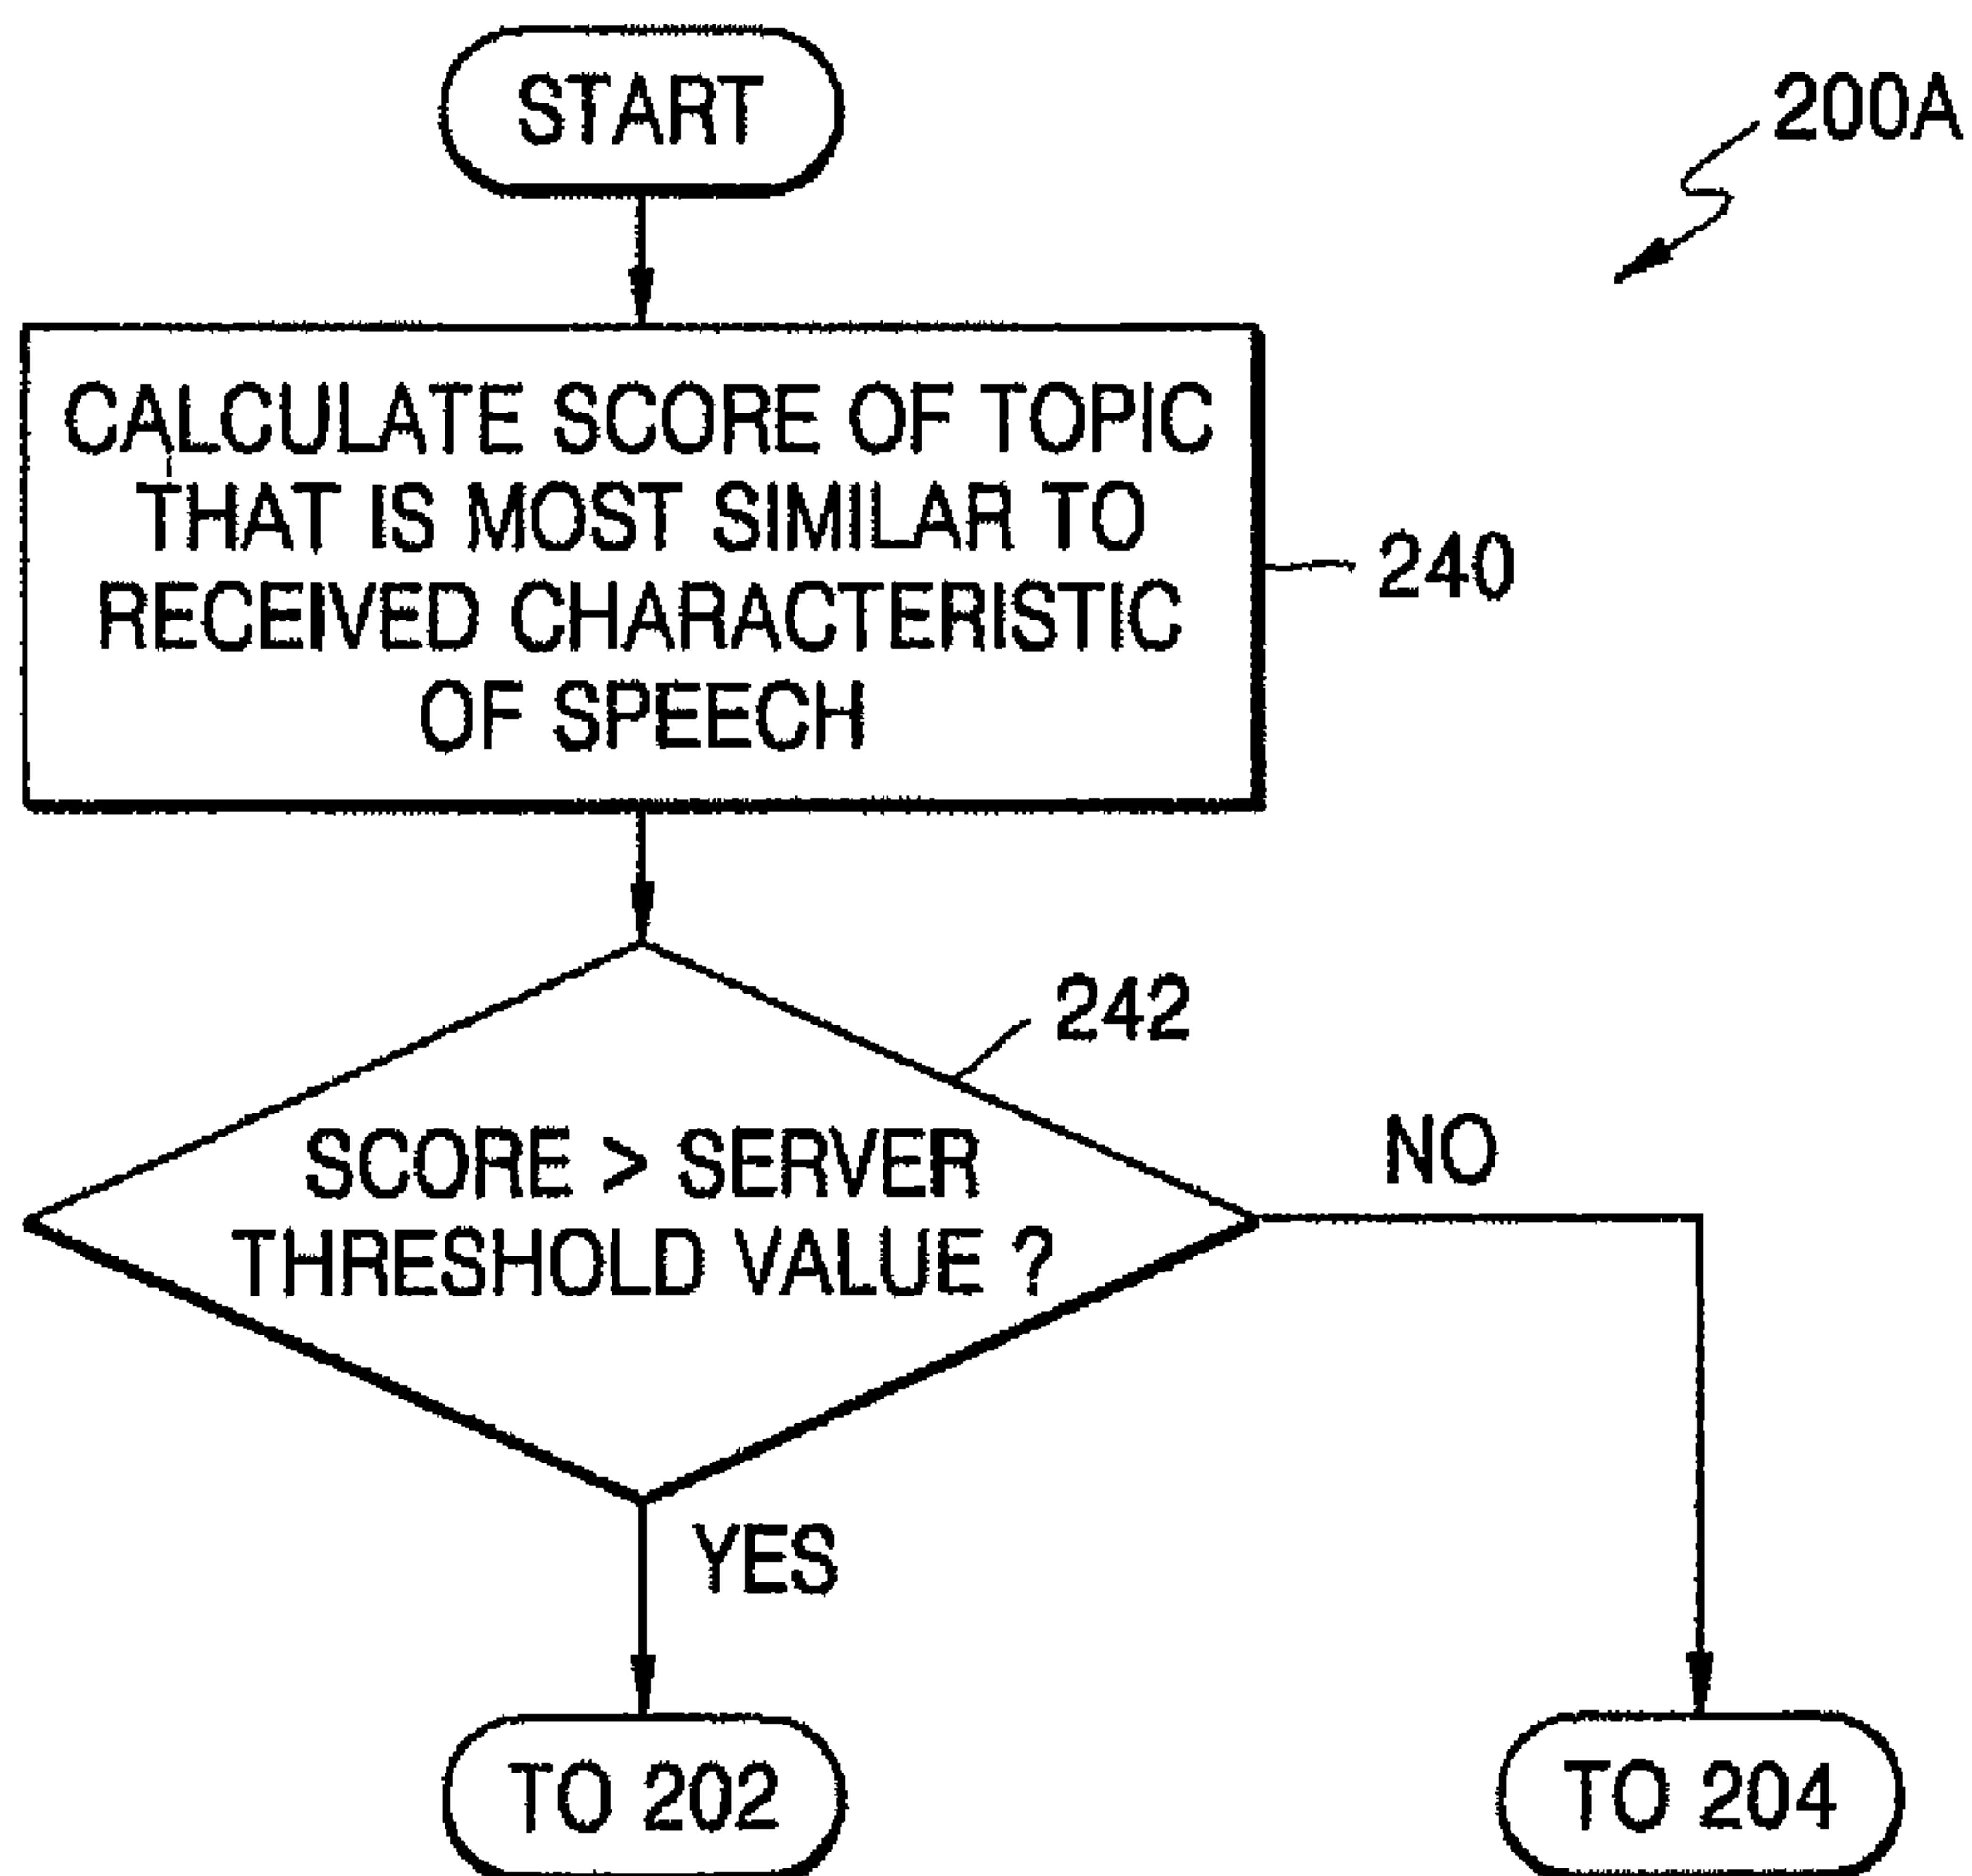 START
200A
CALCULATE SCORE OF TOPIC
THAT IS MOST SIMILAR TO
RECEIVED CHARACTERISTIC
OF SPEECH
240
242
SCORE > SERVER
THRESHOLD VALUE ?
NO
YES
TO 202
TO 204